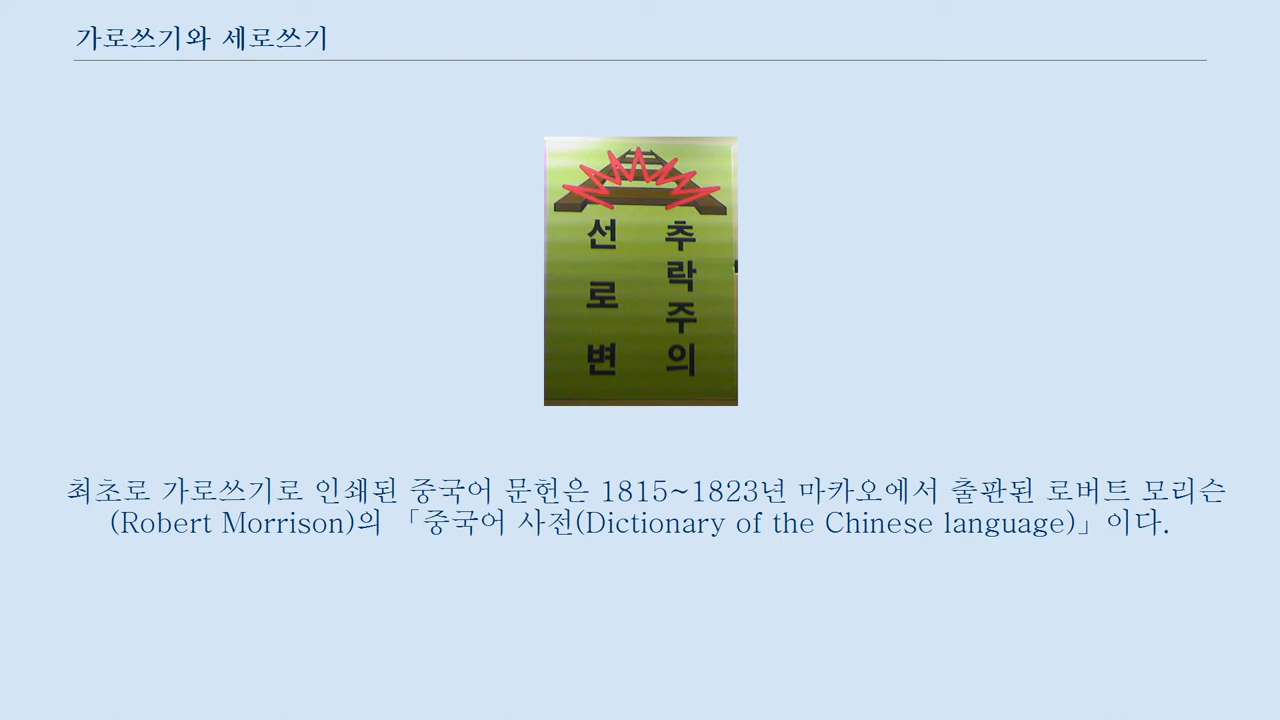 가로쓰기와 세로쓰기
선로변
추락주의
최초로 가로쓰기로 인쇄된 중국어 문헌은 1815~1823년 마카오에서 출판된 로버트 모리슨
(Robert Morrison)의 「중국어 사전(Dictionary of the Chinese language)」이다.